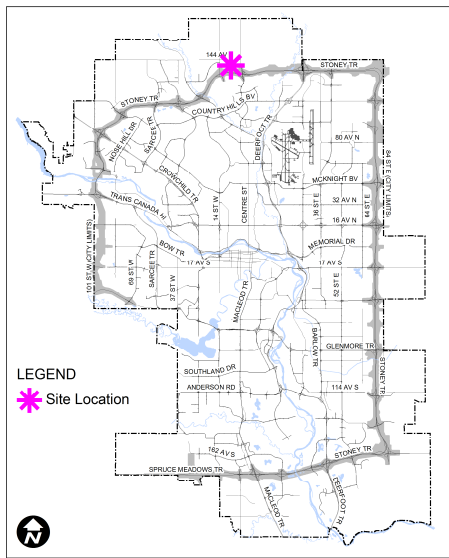 144 AV
STONEY TR
STONEY TR
COUNTRY HILLS BV
DEERFOOT TR
NOSE HILL DR
SARCEE TR
80 AV N
CROWCHILD TR
MCKNIGHT BV
84 ST E (CITY LIMITS)
14 ST W
CENTRE ST
36 ST E
32 AV N
44 ST E
TRANS CANADA
16 AV N
101 ST W (CITY LIMITS)
BOW TR
MEMORIAL DR
17 AV S
17 AV S
69 ST W
SARCEE TR
37 ST W
52 ST E
MACLEOD TR
BARLOW TR
GLENMORE TR
STONEY TR
SOUTHLAND DR
ANDERSON RD
114 AV S
LEGEND
Site Location
162 AV S
STONEY TR
SPRUCE MEADOWS TR
MACLEOD TR
DEERFOOT TR
N